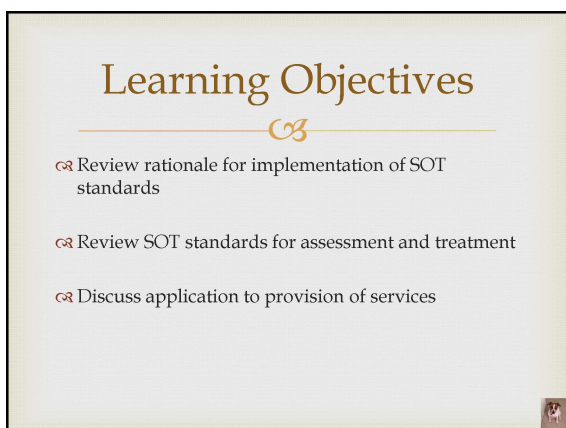 Learning Objectives
Review rationale for implementation of SOT
standards
Review SOT standards for assessment and treatment
Discuss application to provision of services